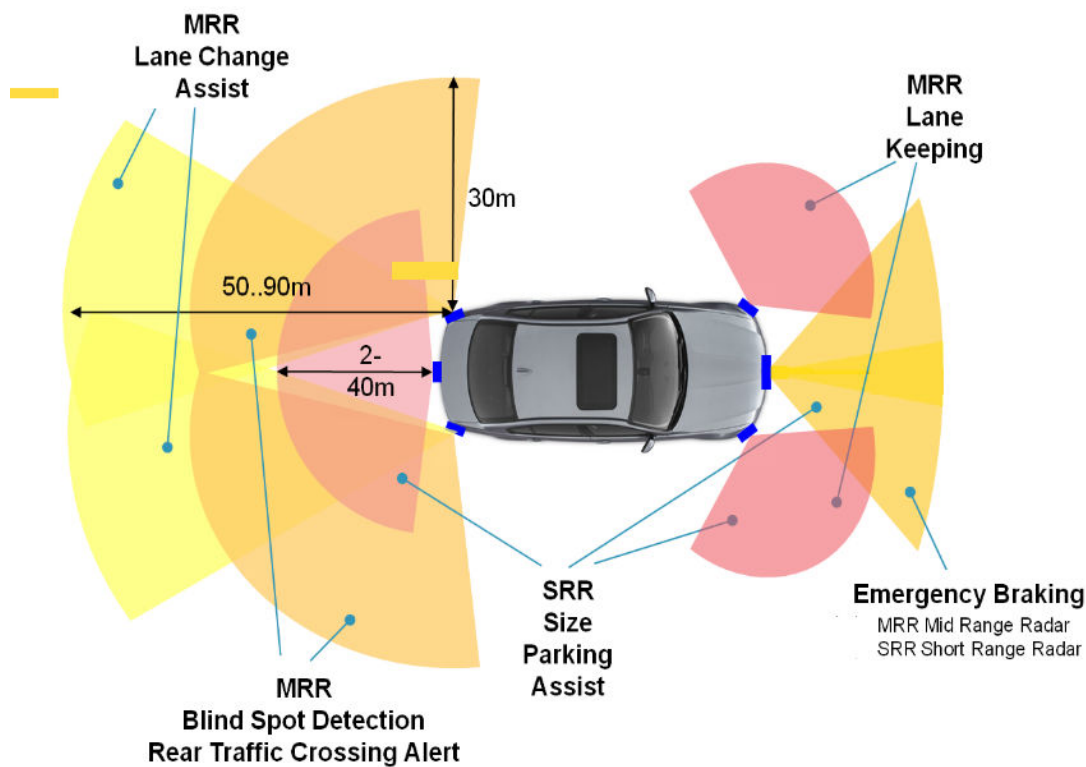 MRR
Lane Change
Assist
MRR
Lane
Keeping
30m
50..90m
2-
40m
SRR
Size
Parking
Assist
Emergency Braking
MRR Mid Range Radar
SRR Short Range Radar
MRR
Blind Spot Detection
Rear Traffic Crossing Alert